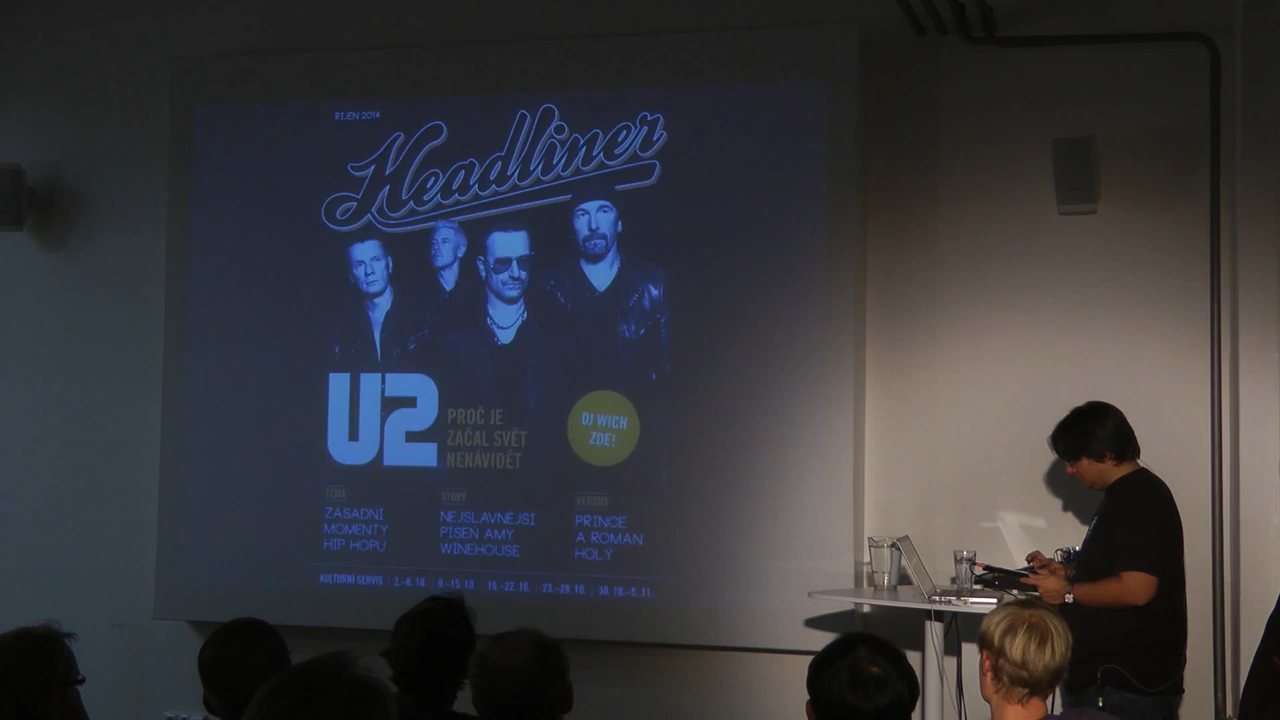 ŘÍJEN 2014
Headliner
U2
PROČ JE
ZAČAL SVĚT
NENÁVIDĚT
DJ WICH
ZDE!
TÉMA
ZÁSADNÍ
MOMENTY
HIP HOPU
STORY
NEJSLAVNĚJŠÍ
PÍSEŇ AMY
WINEHOUSE
VERSUS
PRINCE
A ROMAN
HOLÝ
KULTURNÍ SERVIS | 2.–8. 10. | 9.–15. 10. | 16.–22. 10. | 23.–29. 10. | 30. 10.–5. 11